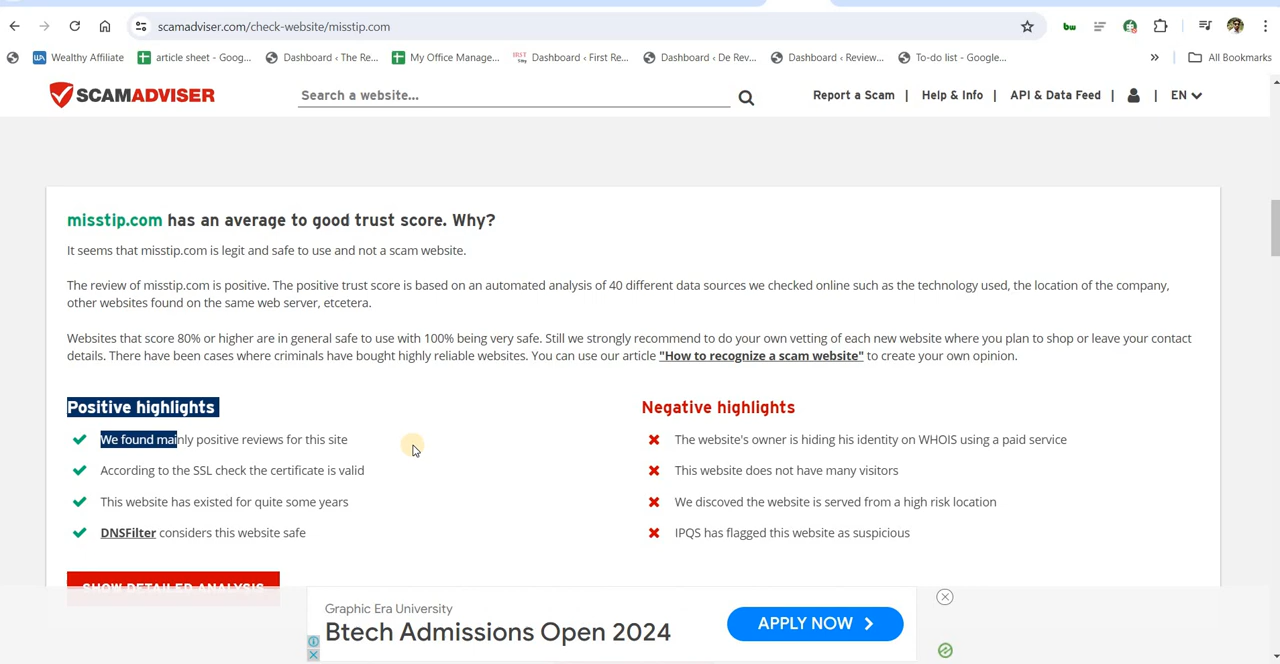 scamadviser.com/check-website/misstip.com
Wealthy Affiliate article sheet - Goog... Dashboard ‹ The Re... My Office Manage... Dashboard ‹ First Re... Dashboard ‹ De Rev... Dashboard ‹ Review... To-do list - Google... » All Bookmarks
SCAMADVISER Search a website... Report a Scam | Help & Info | API & Data Feed | | EN
misstip.com has an average to good trust score. Why?
It seems that misstip.com is legit and safe to use and not a scam website.
The review of misstip.com is positive. The positive trust score is based on an automated analysis of 40 different data sources we checked online such as the technology used, the location of the company,
other websites found on the same web server, etcetera.
Websites that score 80% or higher are in general safe to use with 100% being very safe. Still we strongly recommend to do your own vetting of each new website where you plan to shop or leave your contact
details. There have been cases where criminals have bought highly reliable websites. You can use our article "How to recognize a scam website" to create your own opinion.
Positive highlights
We found mainly positive reviews for this site
According to the SSL check the certificate is valid
This website has existed for quite some years
DNSFilter considers this website safe
Negative highlights
The website's owner is hiding his identity on WHOIS using a paid service
This website does not have many visitors
We discovered the website is served from a high risk location
IPQS has flagged this website as suspicious
SHOW DETAILED ANALYSIS
Graphic Era University
Btech Admissions Open 2024
APPLY NOW